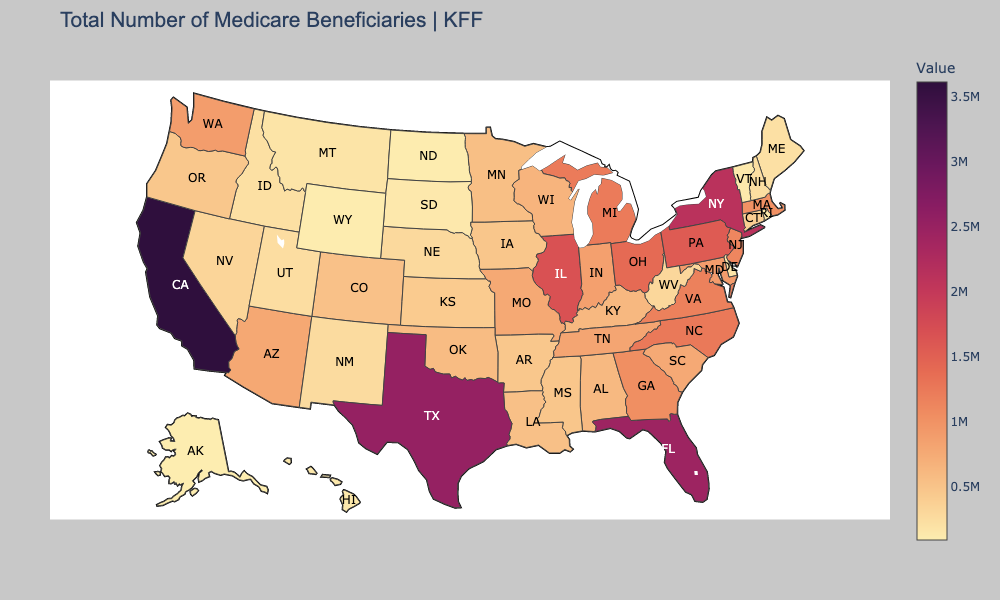 Total Number of Medicare Beneficiaries | KFF
Value
3.5M
3M
2.5M
2M
1.5M
1M
0.5M
WA
OR
CA
ID
NV
MT
WY
UT
AZ
CO
NM
ND
SD
NE
KS
OK
TX
MN
IA
MO
AR
LA
WI
IL
MS
MI
IN
KY
TN
AL
OH
WV
GA
FL
PA
NY
VA
NC
SC
MD
DE
NJ
CT
RI
MA
VT
NH
ME
AK
HI